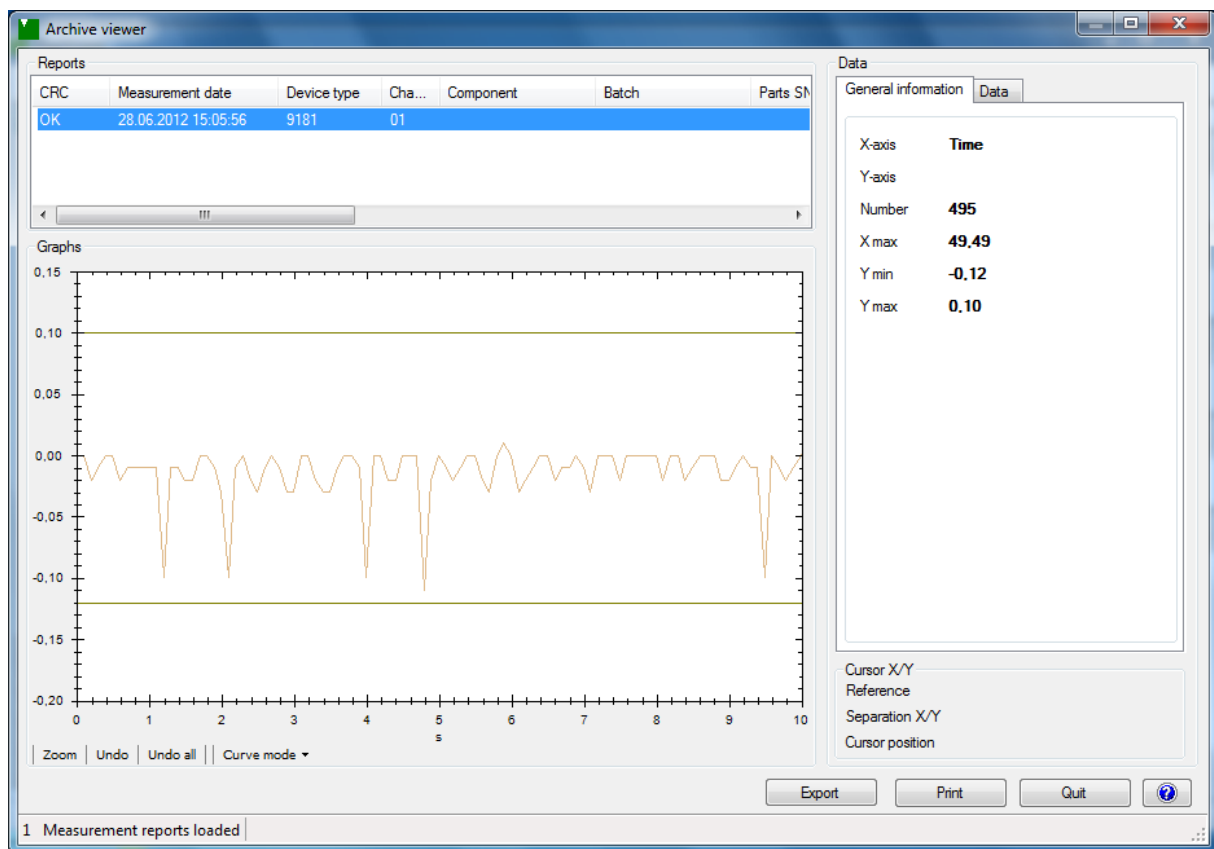 Archive viewer
Reports
CRC Measurement date Device type Cha... Component Batch Parts SN
OK 28.06.2012 15:05:56 9181 01
Graphs
0,15
0,10
0,05
0,00
-0,05
-0,10
-0,15
-0,20
0 1 2 3 4 5 6 7 8 9 10
s
Zoom Undo Undo all Curve mode
Data
General information Data
X-axis Time
Y-axis
Number 495
X max 49,49
Y min -0,12
Y max 0,10
Cursor X/Y
Reference
Separation X/Y
Cursor position
Export Print Quit ?
1 Measurement reports loaded